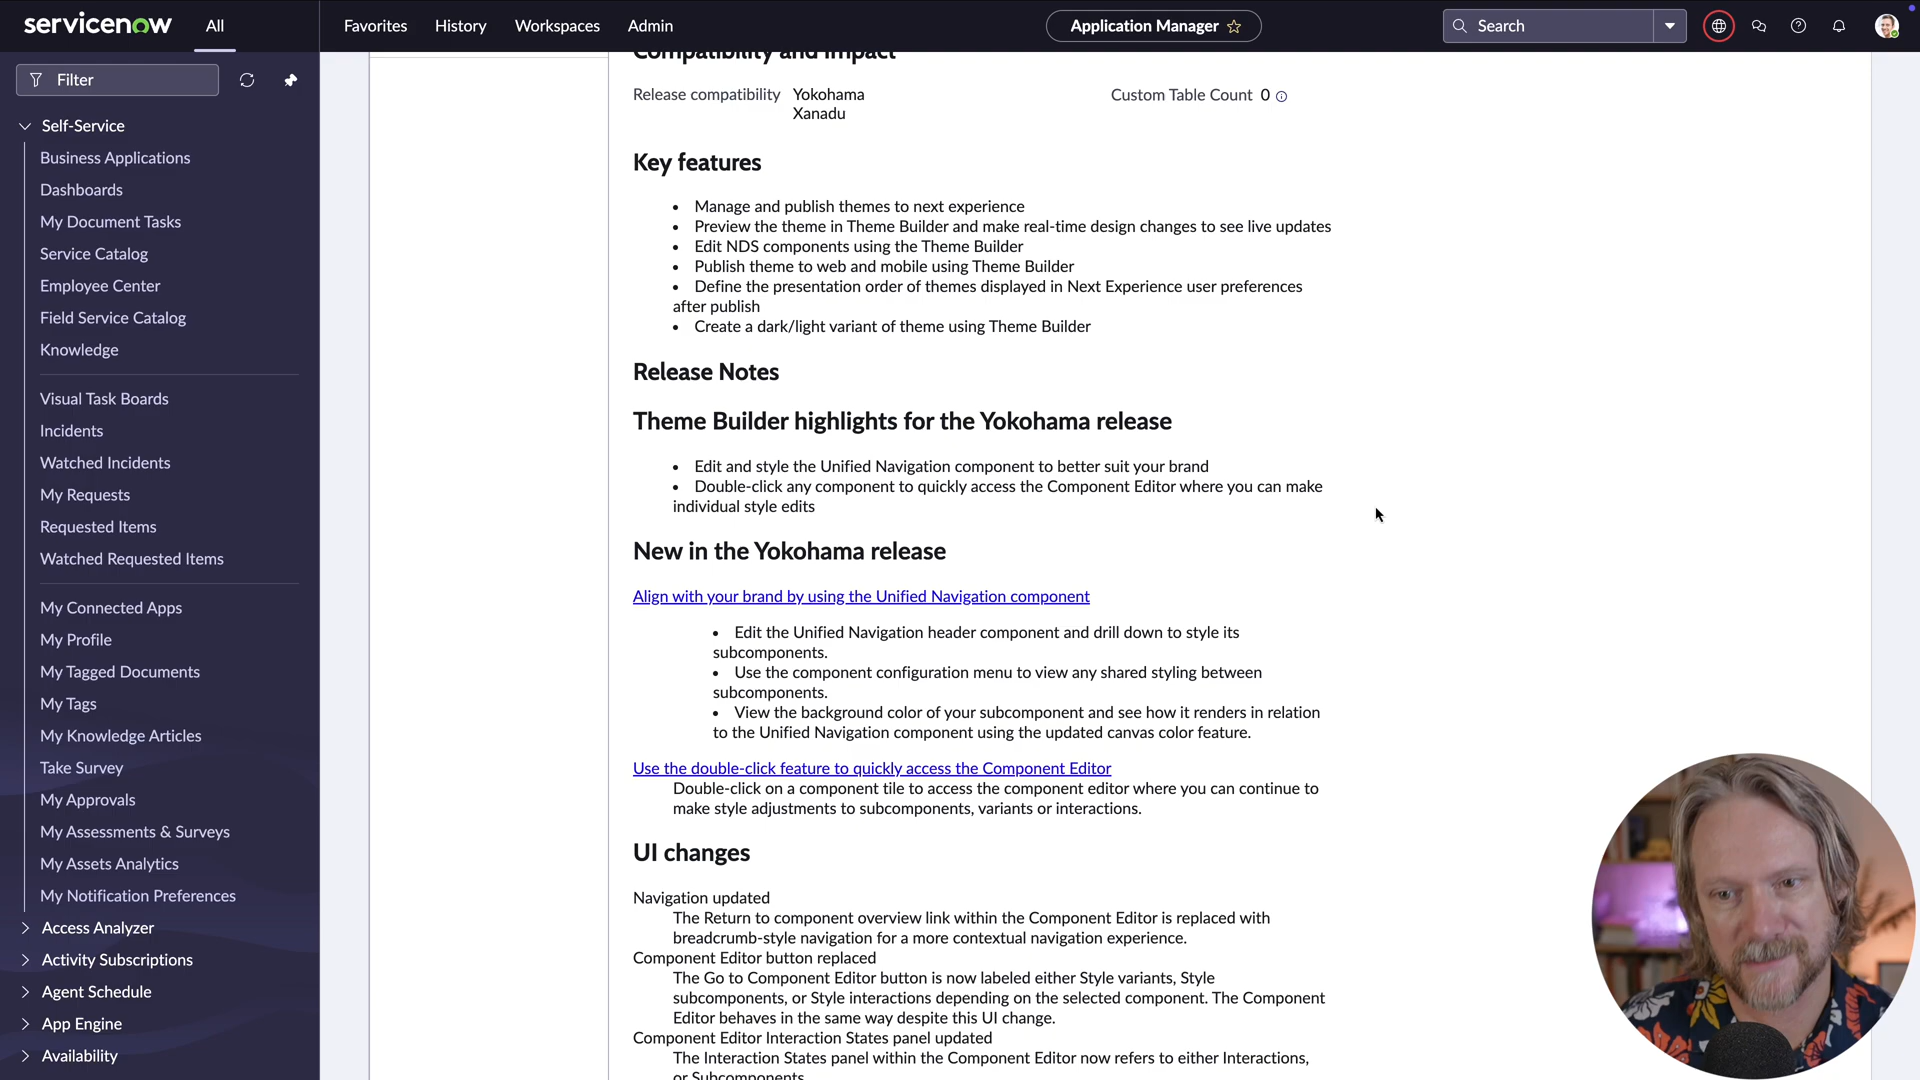 servicenow
All
Favorites
History
Workspaces
Admin
Application Manager
Search
Filter
Self-Service
Business Applications
Dashboards
My Document Tasks
Service Catalog
Employee Center
Field Service Catalog
Knowledge
Visual Task Boards
Incidents
Watched Incidents
My Requests
Requested Items
Watched Requested Items
My Connected Apps
My Profile
My Tagged Documents
My Tags
My Knowledge Articles
Take Survey
My Approvals
My Assessments & Surveys
My Assets Analytics
My Notification Preferences
Access Analyzer
Activity Subscriptions
Agent Schedule
App Engine
Availability
Compatibility and Impact
Release compatibility Yokohama
Xanadu
Custom Table Count 0
Key features
• Manage and publish themes to next experience
• Preview the theme in Theme Builder and make real-time design changes to see live updates
• Edit NDS components using the Theme Builder
• Publish theme to web and mobile using Theme Builder
• Define the presentation order of themes displayed in Next Experience user preferences
after publish
• Create a dark/light variant of theme using Theme Builder
Release Notes
Theme Builder highlights for the Yokohama release
• Edit and style the Unified Navigation component to better suit your brand
• Double-click any component to quickly access the Component Editor where you can make
individual style edits
New in the Yokohama release
Align with your brand by using the Unified Navigation component
• Edit the Unified Navigation header component and drill down to style its
subcomponents.
• Use the component configuration menu to view any shared styling between
subcomponents.
• View the background color of your subcomponent and see how it renders in relation
to the Unified Navigation component using the updated canvas color feature.
Use the double-click feature to quickly access the Component Editor
Double-click on a component tile to access the component editor where you can continue to
make style adjustments to subcomponents, variants or interactions.
UI changes
Navigation updated
The Return to component overview link within the Component Editor is replaced with
breadcrumb-style navigation for a more contextual navigation experience.
Component Editor button replaced
The Go to Component Editor button is now labeled either Style variants, Style
subcomponents, or Style interactions depending on the selected component. The Component
Editor behaves in the same way despite this UI change.
Component Editor Interaction States panel updated
The Interaction States panel within the Component Editor now refers to either Interactions,
or Subcomponents